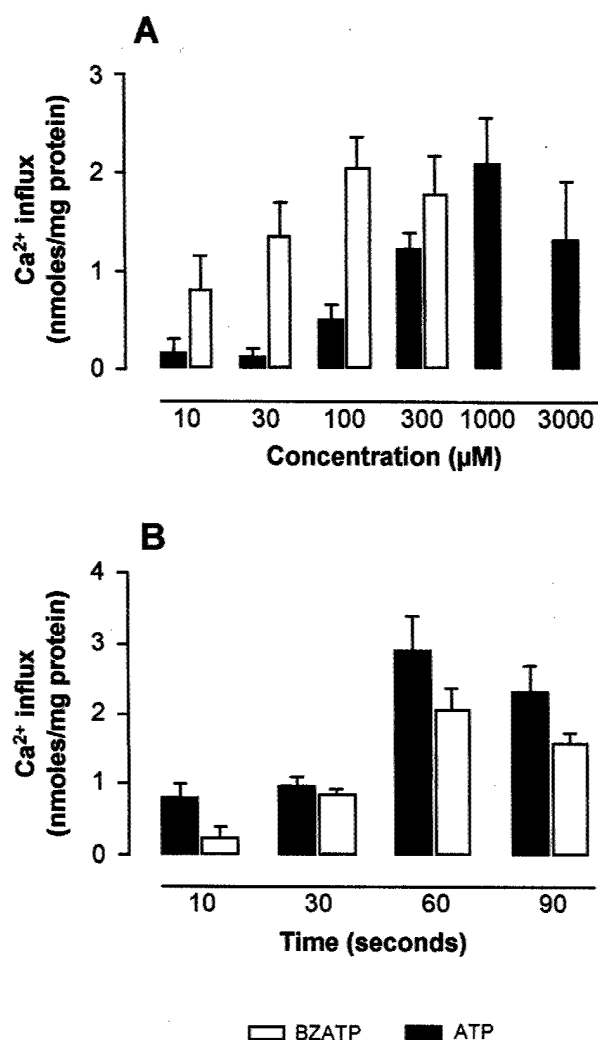 A
Ca²⁺ influx
(nmoles/mg protein)
3
2
1
0
10 30 100 300 1000 3000
Concentration (µM)
B
Ca²⁺ influx
(nmoles/mg protein)
4
3
2
1
0
10 30 60 90
Time (seconds)
BZATP ATP